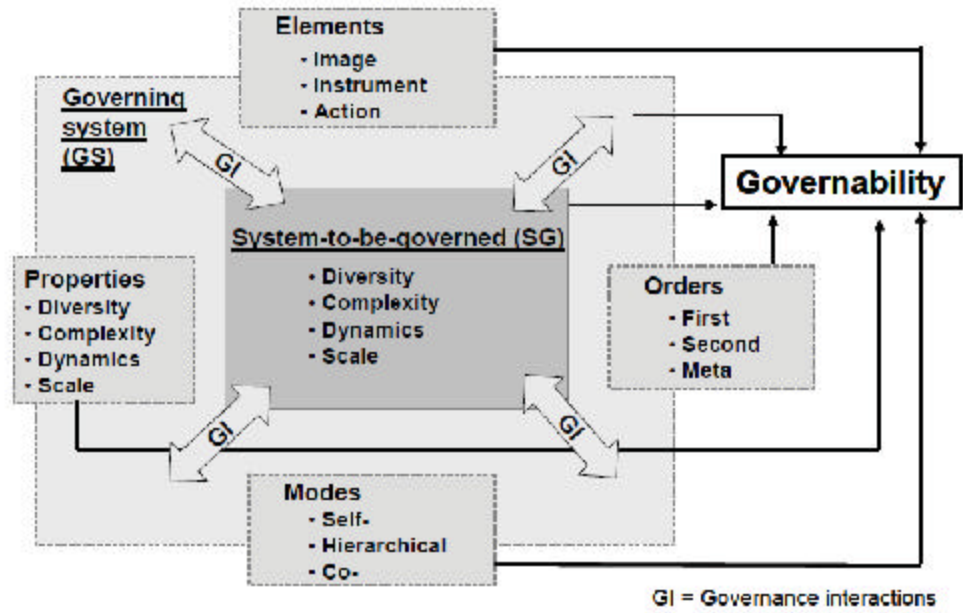 Elements
- Image
- Instrument
- Action
Governing
system
(GS)
GI
GI
Governability
System-to-be-governed (SG)
• Diversity
• Complexity
• Dynamics
• Scale
Properties
- Diversity
- Complexity
- Dynamics
- Scale
Orders
- First
- Second
- Meta
GI
GI
Modes
- Self-
- Hierarchical
- Co-
GI = Governance interactions